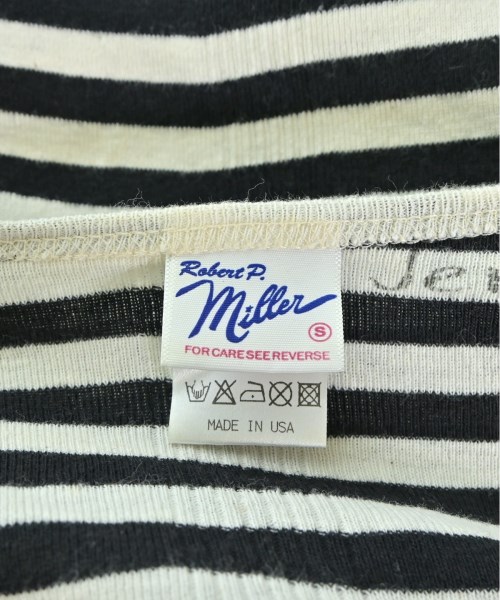 Robert P.
Miller
S
FOR CARE SEE REVERSE
MADE IN USA